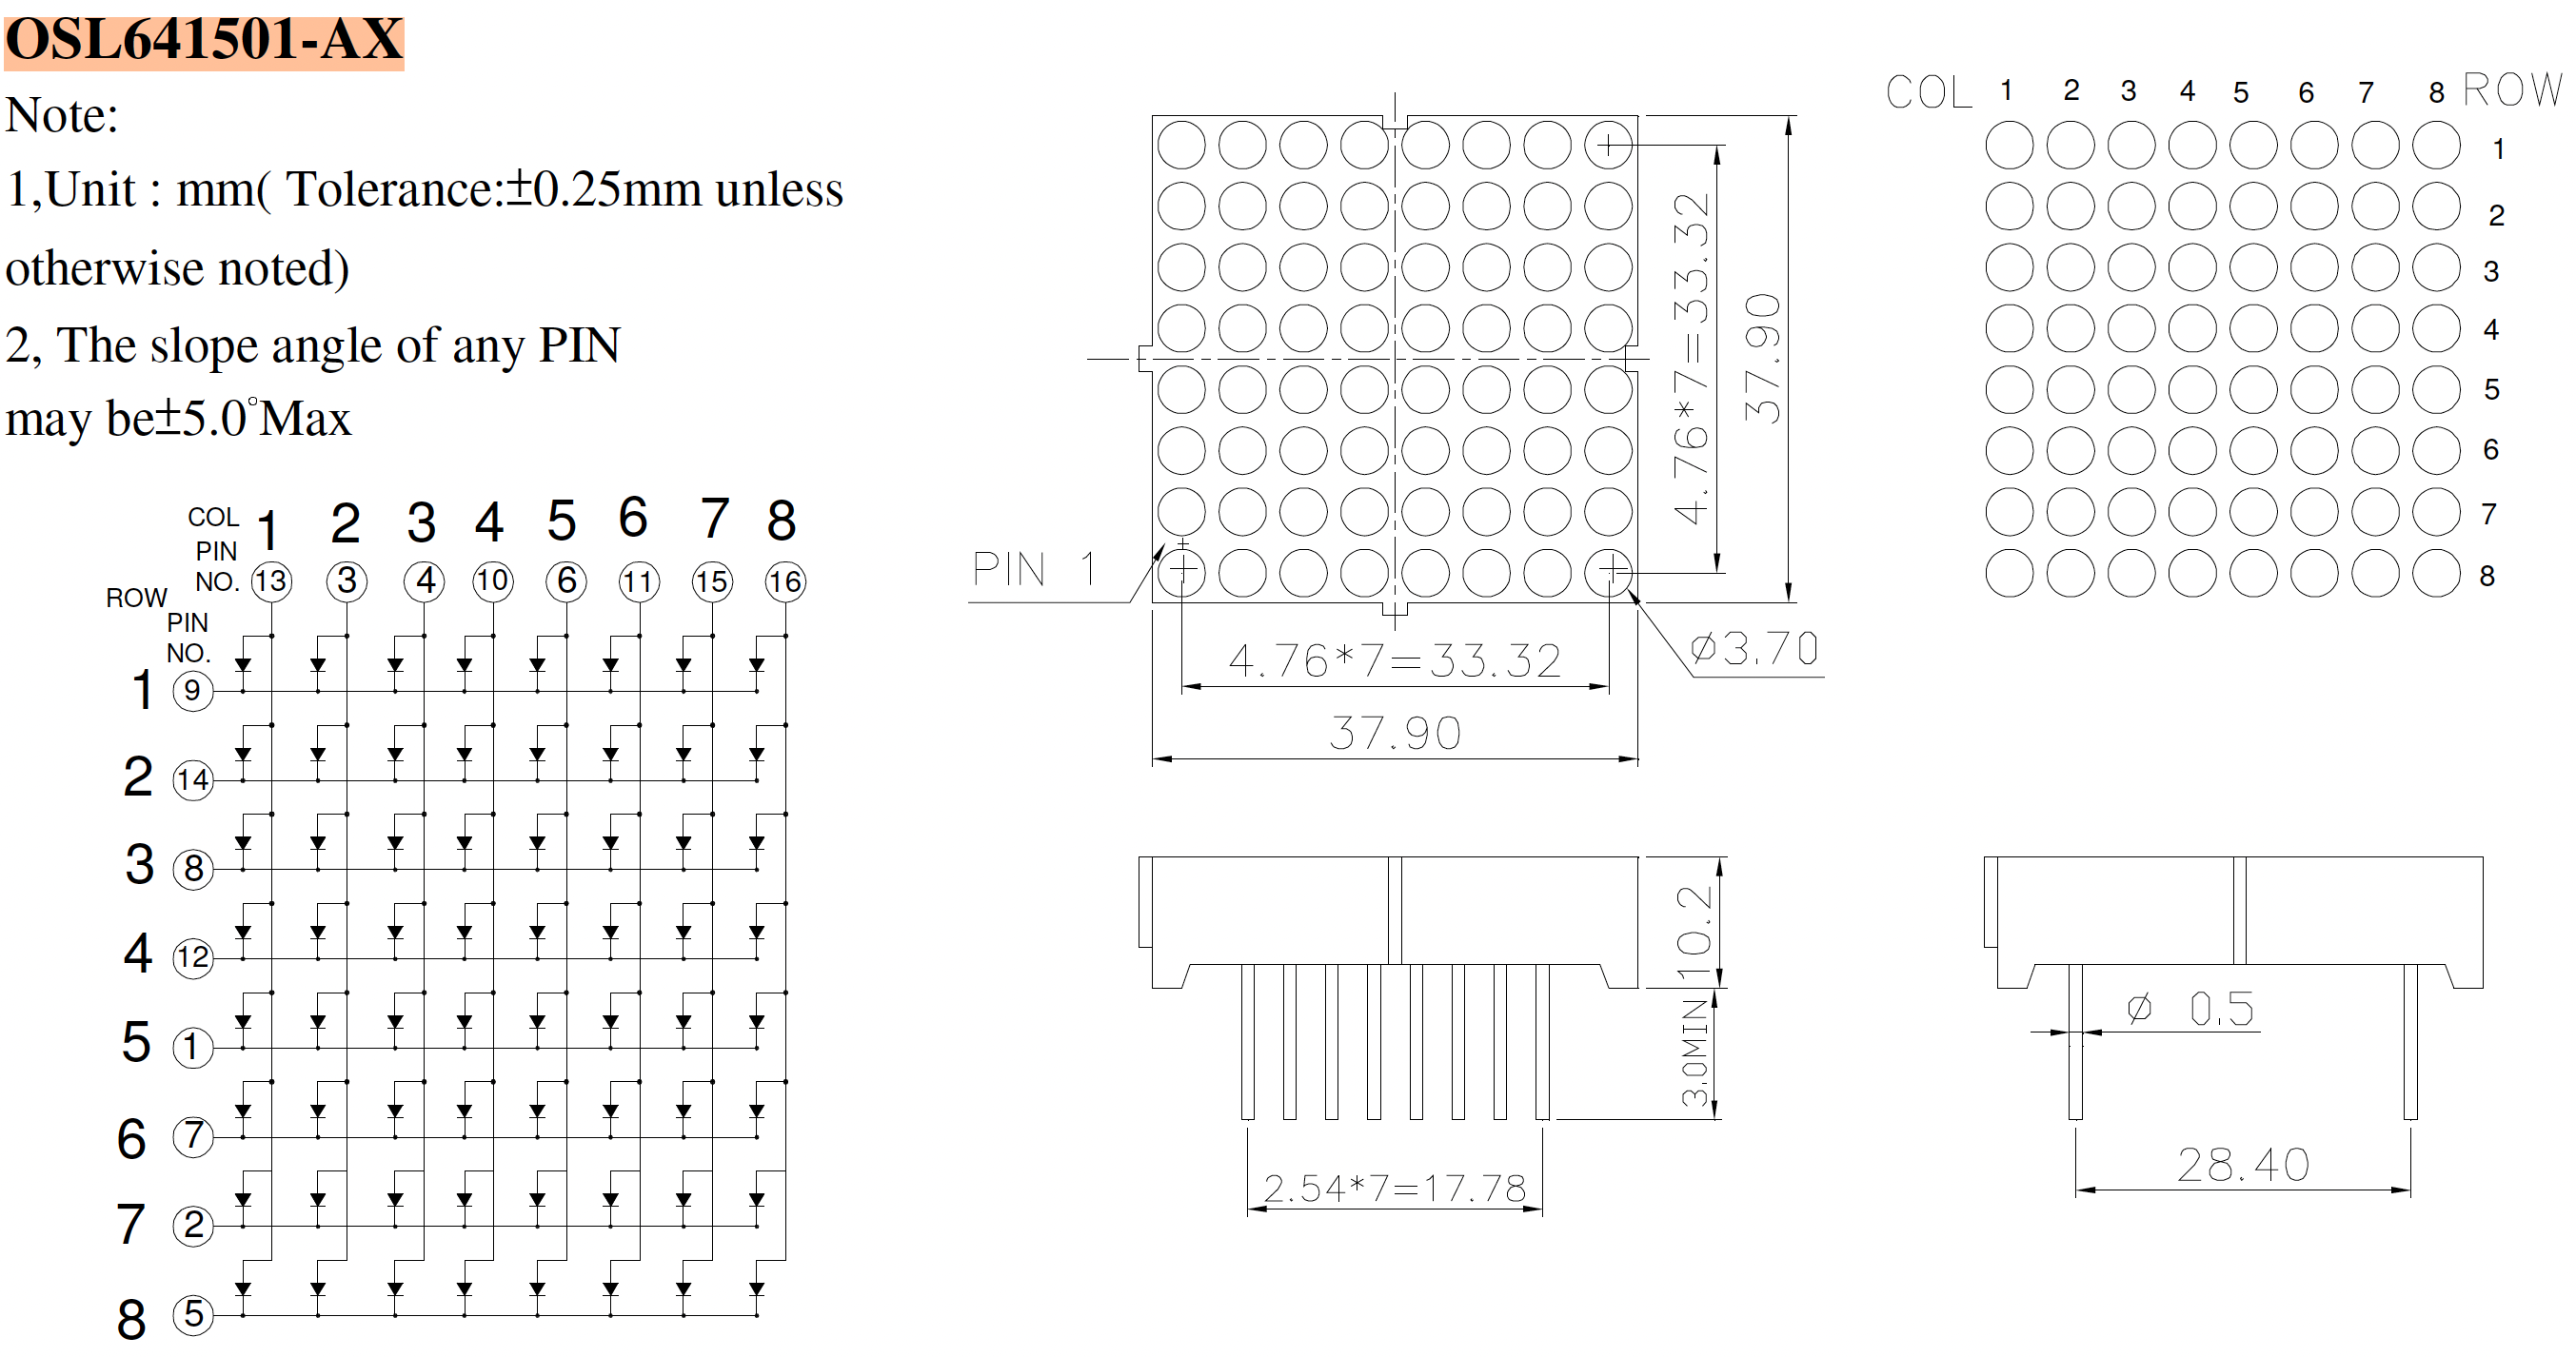 OSL641501-AX
Note:
1,Unit : mm( Tolerance:±0.25mm unless
otherwise noted)
2, The slope angle of any PIN
may be±5.0°Max
COL 1 2 3 4 5 6 7 8
PIN
NO. 13 3 4 10 6 11 15 16
ROW
PIN
NO.
1 9
2 14
3 8
4 12
5 1
6 7
7 2
8 5
4.76*7=33.32
37.90
PIN 1
ø3.70
4.76*7=33.32
37.90
COL 1 2 3 4 5 6 7 8 ROW
1
2
3
4
5
6
7
8
10.2
3.0MIN
2.54*7=17.78
ø 0.5
28.40